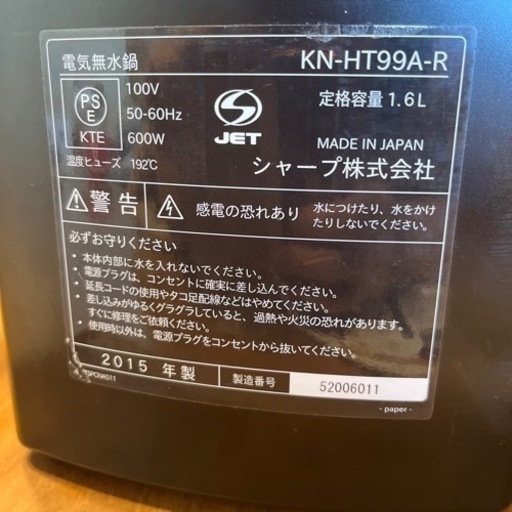 電気無水鍋 KN-HT99A-R
PSE 100V
50-60Hz
KTE 600W
JET
定格容量 1.6L
温度ヒューズ 192℃
MADE IN JAPAN
シャープ株式会社
警告 感電の恐れあり 水につけたり、水をかけ
たりしないでください。
必ずお守りください
・本体内部に水を入れないでください。
・電源プラグは、コンセントに確実に差し込んでください。
・延長コードの使用やタコ足配線などはやめてください。
・差し込みがゆるくグラグラしていると、過熱や火災の恐れがあります。
すぐに修理をご依頼ください。
・使用時以外は、電源プラグをコンセントから抜いてください。
2015 年製 製造番号 52006011
- paper -